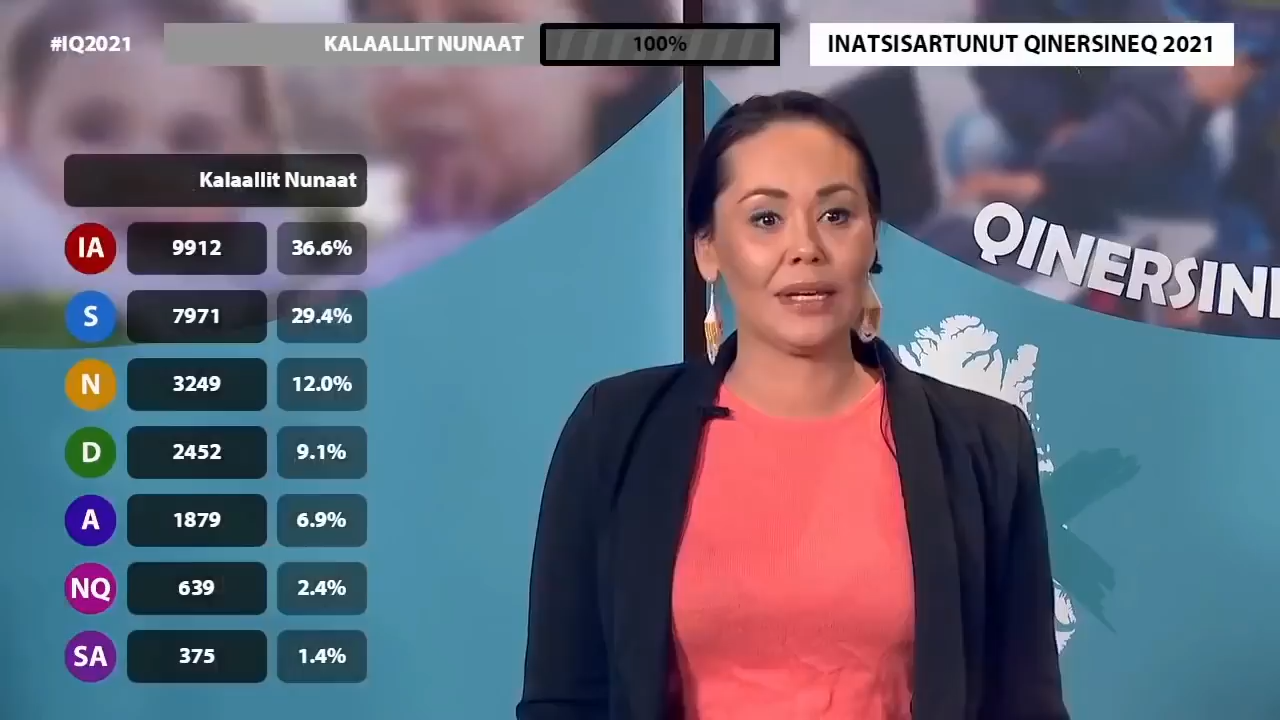 #IQ2021
KALAALLIT NUNAAT
100%
INATSISARTUNUT QINERSINEQ 2021
Kalaallit Nunaat
IA 9912 36.6%
S 7971 29.4%
N 3249 12.0%
D 2452 9.1%
A 1879 6.9%
NQ 639 2.4%
SA 375 1.4%
QINERSIN